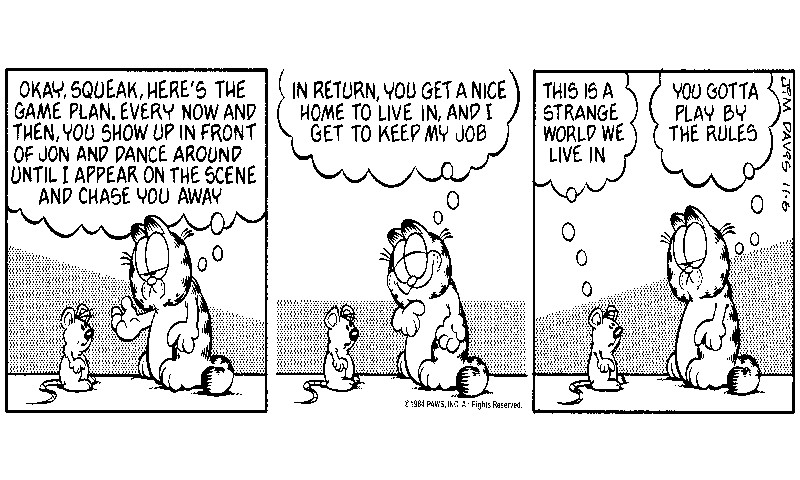 OKAY, SQUEAK, HERE'S THE
GAME PLAN. EVERY NOW AND
THEN, YOU SHOW UP IN FRONT
OF JON AND DANCE AROUND
UNTIL I APPEAR ON THE SCENE
AND CHASE YOU AWAY
IN RETURN, YOU GET A NICE
HOME TO LIVE IN, AND I
GET TO KEEP MY JOB
© 1984 PAWS, INC. All Rights Reserved.
THIS IS A
STRANGE
WORLD WE
LIVE IN
YOU GOTTA
PLAY BY
THE RULES
JIM DAVIS 11-6